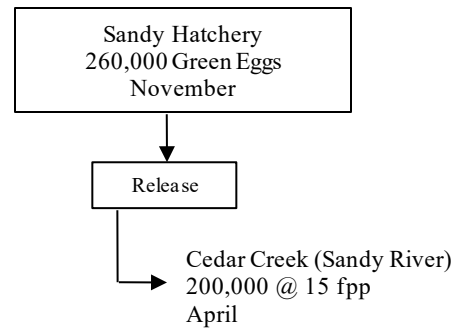 Sandy Hatchery
260,000 Green Eggs
November
Release
Cedar Creek (Sandy River)
200,000 @ 15 fpp
April